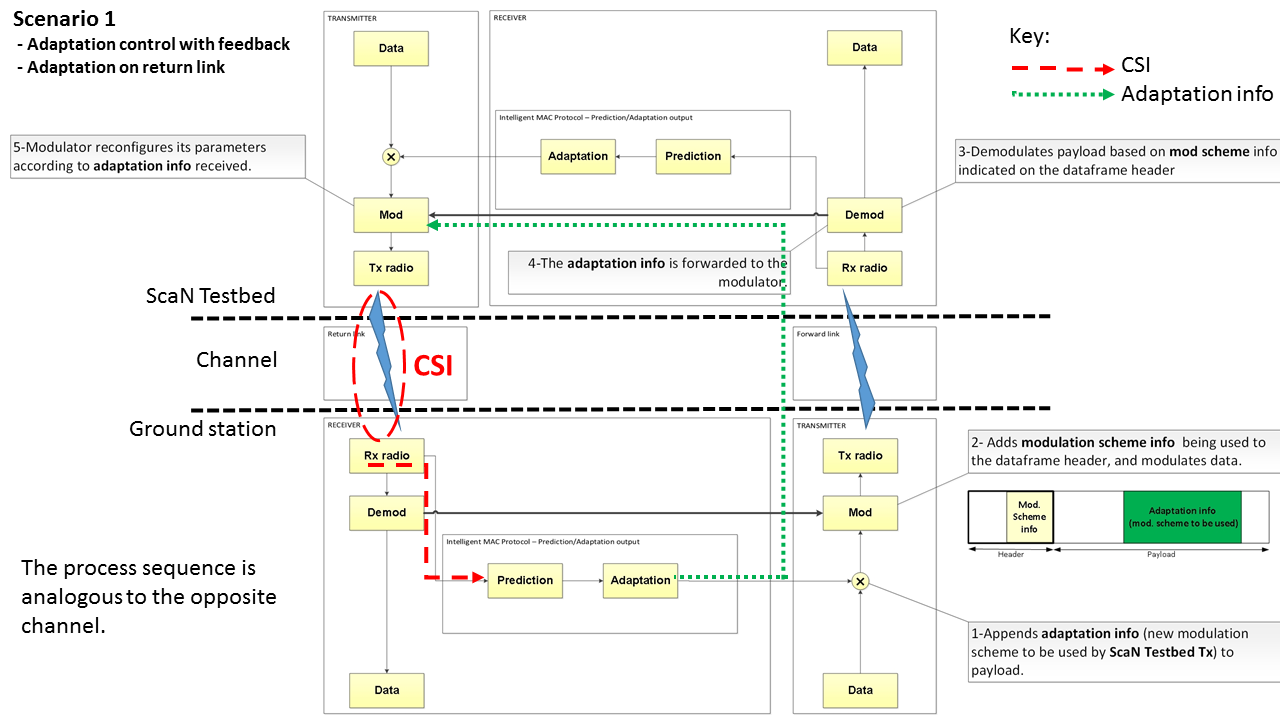 Scenario 1
- Adaptation control with feedback
- Adaptation on return link
TRANSMITTER
Data
RECEIVER
Data
Key:
CSI
Adaptation info
Intelligent MAC Protocol – Prediction/Adaptation output
Adaptation
Prediction
5-Modulator reconfigures its parameters
according to adaptation info received.
3-Demodulates payload based on mod scheme info
indicated on the dataframe header
Mod
Demod
4-The adaptation info is forwarded to the
modulator.
Tx radio
Rx radio
ScaN Testbed
Return link
Forward link
Channel
CSI
Ground station
RECEIVER
TRANSMITTER
Rx radio
Tx radio
2- Adds modulation scheme info being used to
the dataframe header, and modulates data.
Demod
Mod
Mod.
Scheme
info
Adaptation info
(mod. scheme to be used)
Header
Payload
Intelligent MAC Protocol – Prediction/Adaptation output
Prediction
Adaptation
The process sequence is
analogous to the opposite
channel.
1-Appends adaptation info (new modulation
scheme to be used by ScaN Testbed Tx) to
payload.
Data
Data